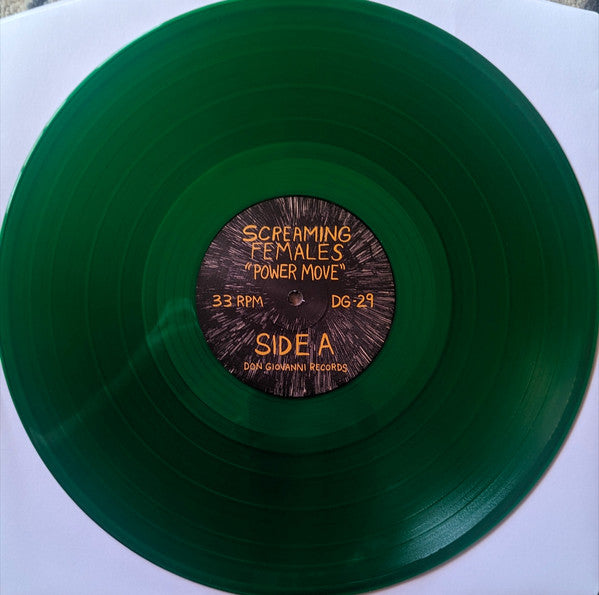 SCREAMING
FEMALES
"POWER MOVE"
33 RPM DG-29
SIDE A
DON GIOVANNI RECORDS